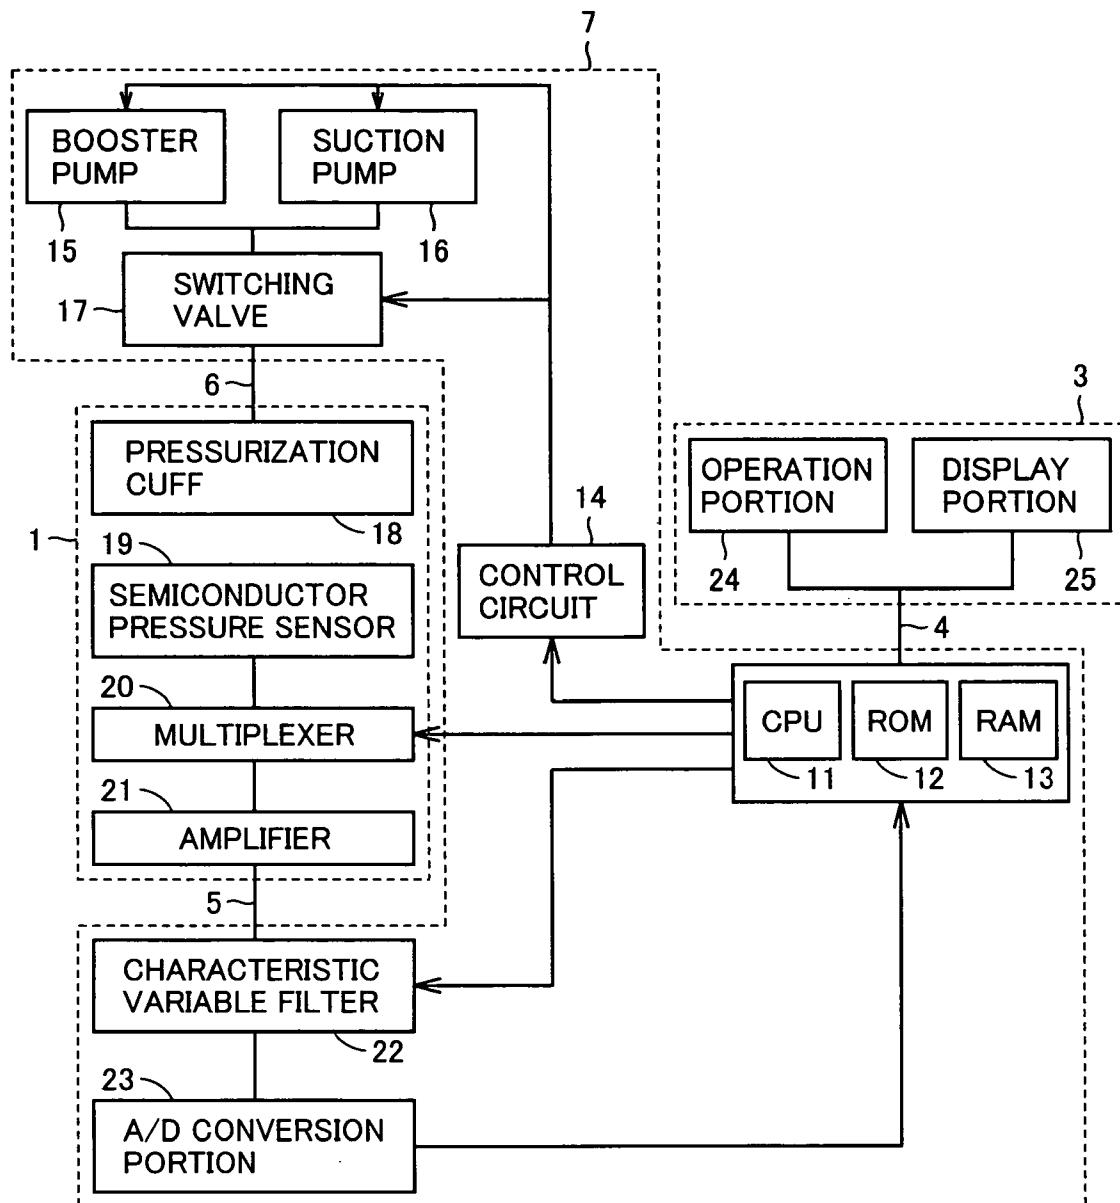 7
BOOSTER
PUMP
SUCTION
PUMP
15
16
SWITCHING
VALVE
17
6
3
PRESSURIZATION
CUFF
18
1
OPERATION
PORTION
DISPLAY
PORTION
24
25
14
CONTROL
CIRCUIT
19
SEMICONDUCTOR
PRESSURE SENSOR
4
20
MULTIPLEXER
CPU
ROM
RAM
11
12
13
21
AMPLIFIER
5
CHARACTERISTIC
VARIABLE FILTER
22
23
A/D CONVERSION
PORTION